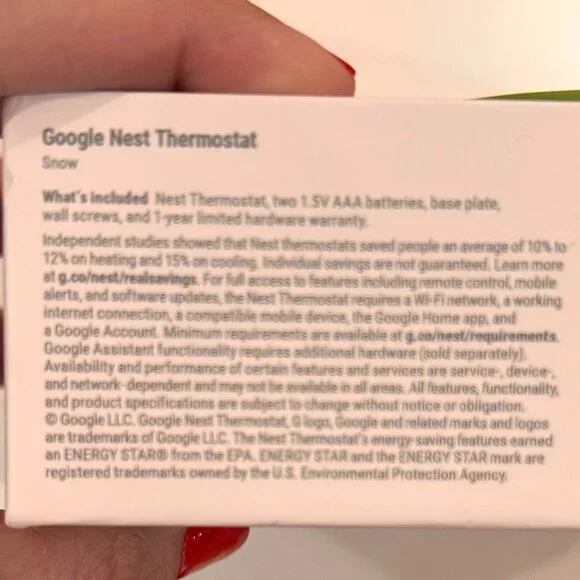 Google Nest Thermostat
Snow
What's included Nest Thermostat, two 1.5V AAA batteries, base plate,
wall screws, and 1-year limited hardware warranty.
Independent studies showed that Nest thermostats saved people an average of 10% to
12% on heating and 15% on cooling. Individual savings are not guaranteed. Learn more
at g.co/nest/realsavings. For full access to features including remote control, mobile
alerts, and software updates, the Nest Thermostat requires a Wi-Fi network, a working
internet connection, a compatible mobile device, the Google Home app, and
a Google Account. Minimum requirements are available at g.co/nest/requirements.
Google Assistant functionality requires additional hardware (sold separately).
Availability and performance of certain features and services are service-, device-,
and network-dependent and may not be available in all areas. All features, functionality,
and product specifications are subject to change without notice or obligation.
© Google LLC. Google Nest Thermostat, G logo, Google and related marks and logos
are trademarks of Google LLC. The Nest Thermostat's energy-saving features earned
an ENERGY STAR® from the EPA. ENERGY STAR and the ENERGY STAR mark are
registered trademarks owned by the U.S. Environmental Protection Agency.